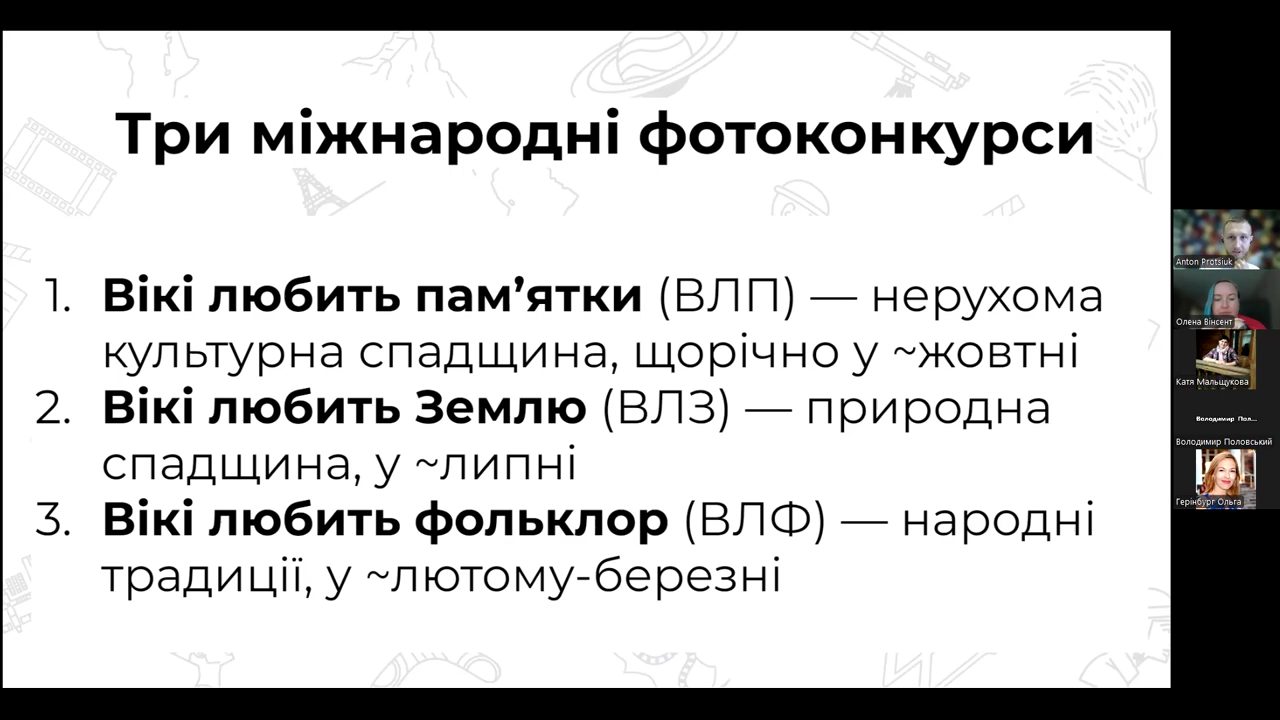 Три міжнародні фотоконкурси
1. Вікі любить пам’ятки (ВЛП) — нерухома
культурна спадщина, щорічно у ~жовтні
2. Вікі любить Землю (ВЛЗ) — природна
спадщина, у ~липні
3. Вікі любить фольклор (ВЛФ) — народні
традиції, у ~лютому-березні
Anton Protsiuk
Олена Вінсент
Катя Мальщукова
Володимир Пол...
Володимир Половський
Герінбург Ольга